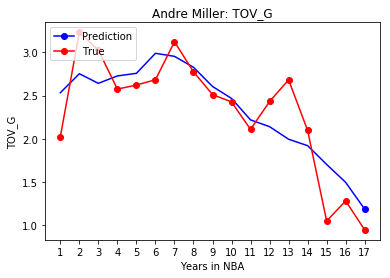 Andre Miller: TOV_G
Prediction
True
3.0
2.5
2.0
1.5
1.0
TOV_G
1 2 3 4 5 6 7 8 9 10 11 12 13 14 15 16 17
Years in NBA